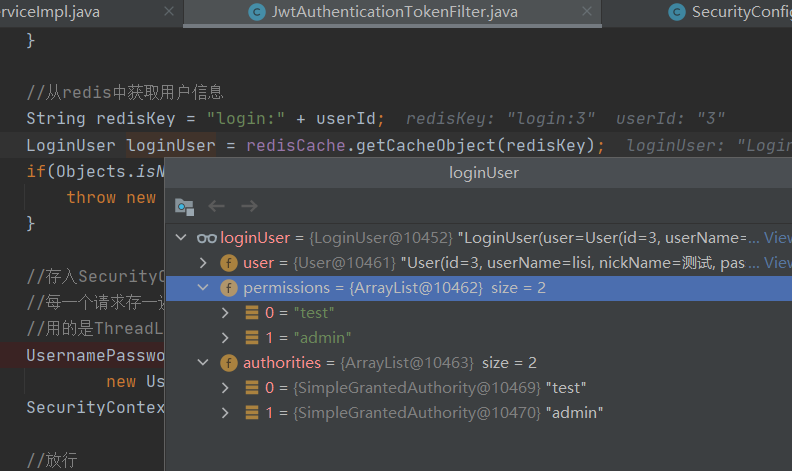 rviceImpl.java
JwtAuthenticationTokenFilter.java
SecurityConfig
}
//从redis中获取用户信息
String redisKey = "login:" + userId; redisKey: "login:3" userId: "3"
LoginUser loginUser = redisCache.getCacheObject(redisKey); loginUser: "Login
if(Objects.isN
throw new
}
//存入SecurityC
//每一个请求存一
//用的是ThreadL
UsernamePasswo
new Us
SecurityContex
//放行
loginUser
loginUser = {LoginUser@10452} "LoginUser(user=User(id=3, userName=... View
user = {User@10461} "User(id=3, userName=lisi, nickName=测试, pas... View
permissions = {ArrayList@10462} size = 2
0 = "test"
1 = "admin"
authorities = {ArrayList@10463} size = 2
0 = {SimpleGrantedAuthority@10469} "test"
1 = {SimpleGrantedAuthority@10470} "admin"